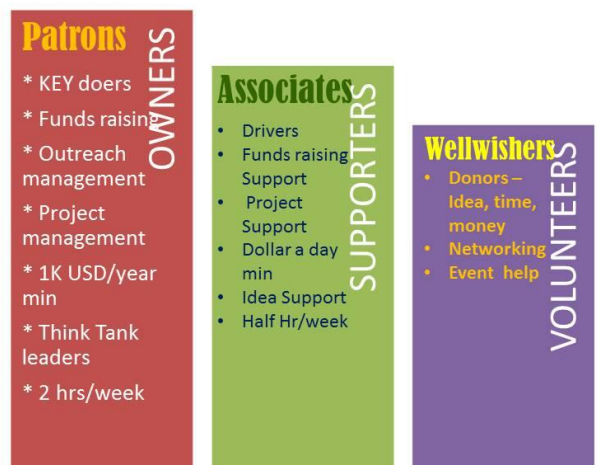 Patrons
* KEY doers
* Funds raising
* Outreach
management
* Project
management
* 1K USD/year
min
* Think Tank
leaders
* 2 hrs/week
OWNERS
Associates
• Drivers
• Funds raising
Support
• Project
Support
• Dollar a day
min
• Idea Support
• Half Hr/week
SUPPORTERS
Wellwishers
• Donors –
Idea, time,
money
• Networking
• Event help
VOLUNTEERS